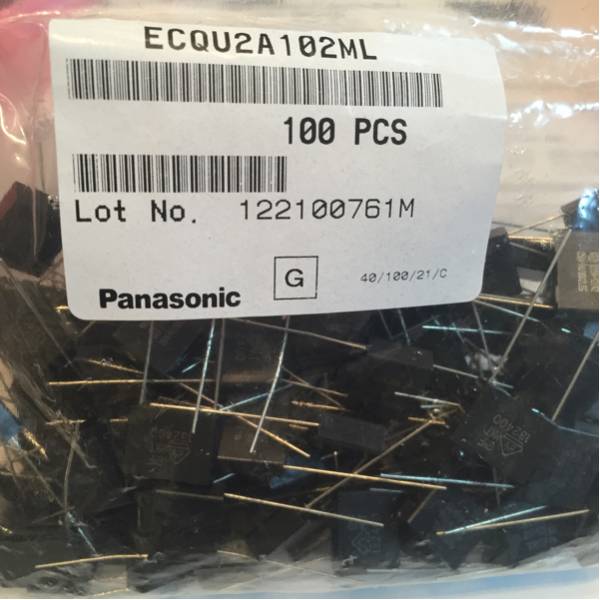 ECQU2A102ML
100 PCS
Lot No. 122100761M
Panasonic
G
40/100/21/C